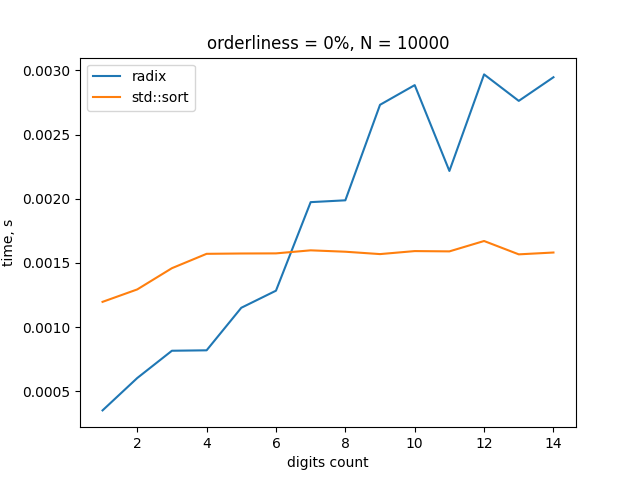 orderliness = 0%, N = 10000
radix
std::sort
0.0030
0.0025
0.0020
0.0015
0.0010
0.0005
time, s
2 4 6 8 10 12 14
digits count